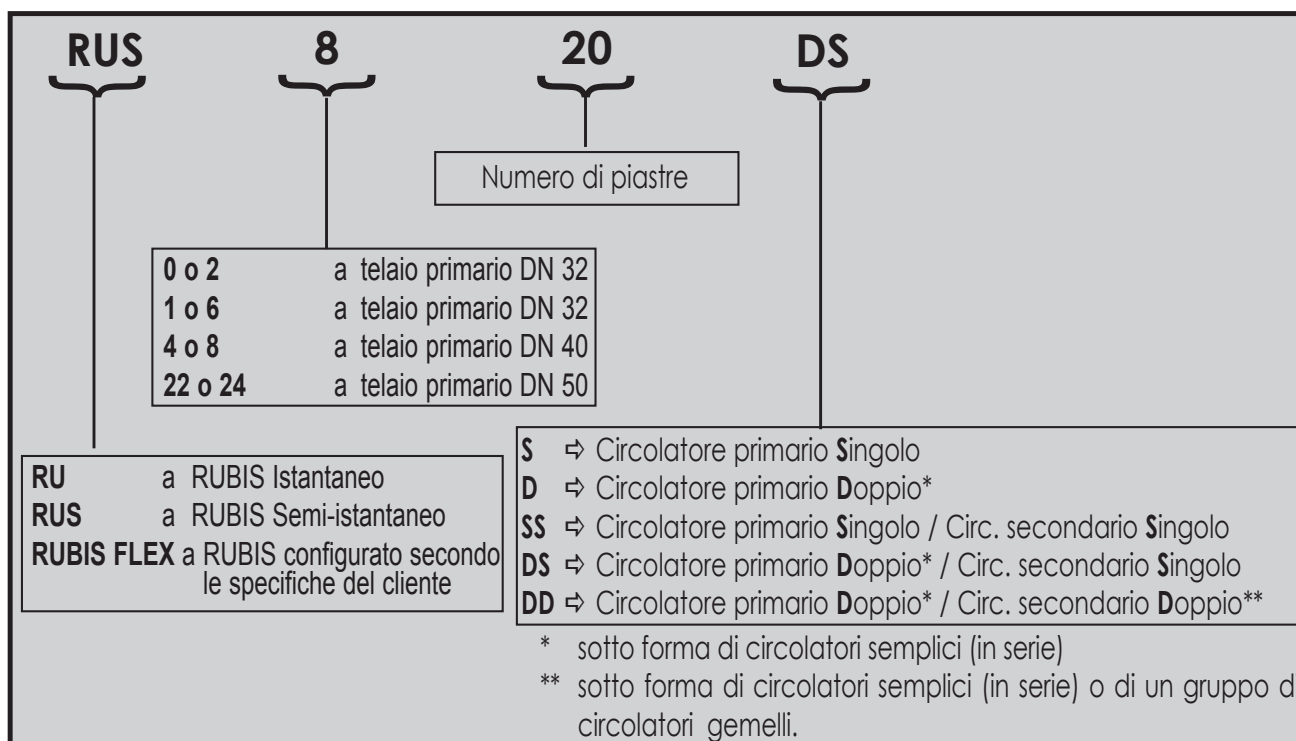 RUS 8 20 DS
Numero di piastre
0 o 2 a telaio primario DN 32
1 o 6 a telaio primario DN 32
4 o 8 a telaio primario DN 40
22 o 24 a telaio primario DN 50
RU a RUBIS Istantaneo
RUS a RUBIS Semi-istantaneo
RUBIS FLEX a RUBIS configurato secondo
le specifiche del cliente
S ⇨ Circolatore primario Singolo
D ⇨ Circolatore primario Doppio*
SS ⇨ Circolatore primario Singolo / Circ. secondario Singolo
DS ⇨ Circolatore primario Doppio* / Circ. secondario Singolo
DD ⇨ Circolatore primario Doppio* / Circ. secondario Doppio**
* sotto forma di circolatori semplici (in serie)
** sotto forma di circolatori semplici (in serie) o di un gruppo d
circolatori gemelli.